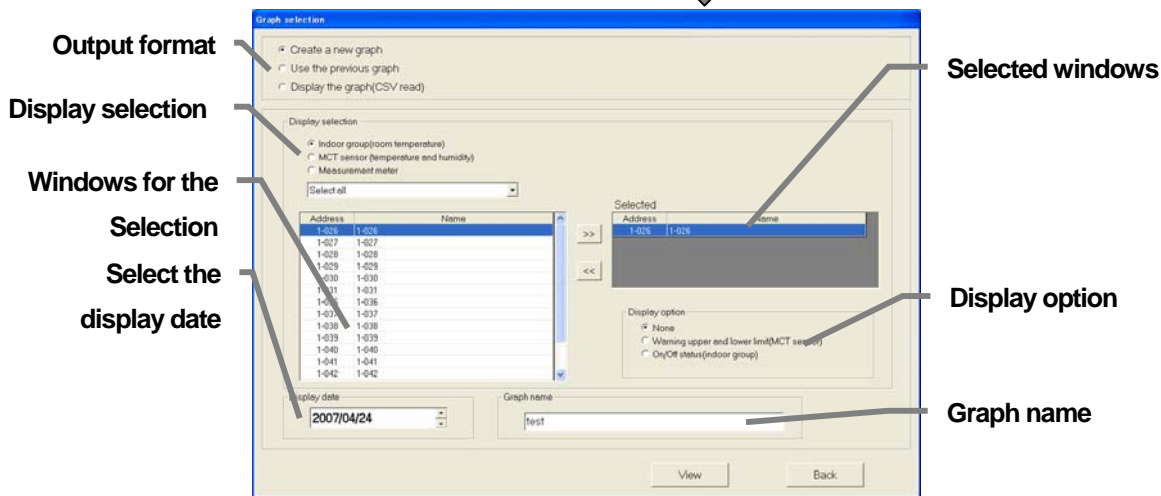 Graph selection
Output format
Create a new graph
Use the previous graph
Display the graph(CSV read)
Selected windows
Display selection
Display selection
Indoor group(room temperature)
MCT sensor (temperature and humidity)
Measurement meter
Select all
Windows for the
Selection
Selected
Address Name
1-026 1-026
1-027 1-027
1-028 1-028
1-029 1-029
1-030 1-030
1-031 1-031
1-036
1-037 1-037
1-038 1-038
1-039 1-039
1-040 1-040
1-041 1-041
1-042 1-042
>>
<<
Address Name
1-026 1-026
Select the
display date
Display option
None
Warning upper and lower limit(MCT sensor)
On/Off status(indoor group)
Display option
Display date
2007/04/24
Graph name
test
Graph name
View
Back